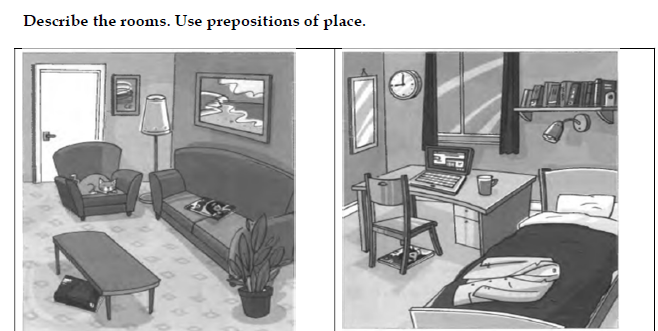 Describe the rooms. Use prepositions of place.